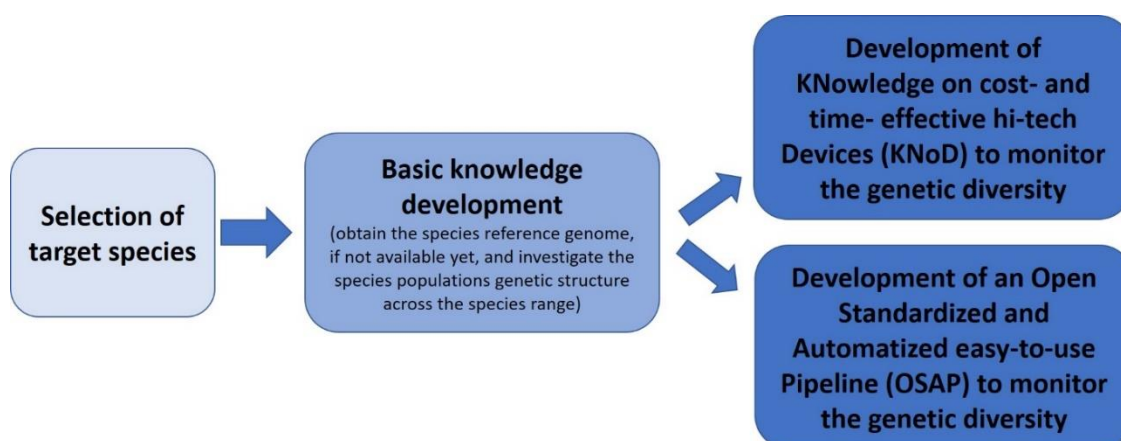 Selection of
target species
Basic knowledge
development
(obtain the species reference genome,
if not available yet, and investigate the
species populations genetic structure
across the species range)
Development of
KNowledge on cost- and
time- effective hi-tech
Devices (KNoD) to monitor
the genetic diversity
Development of an Open
Standardized and
Automatized easy-to-use
Pipeline (OSAP) to monitor
the genetic diversity